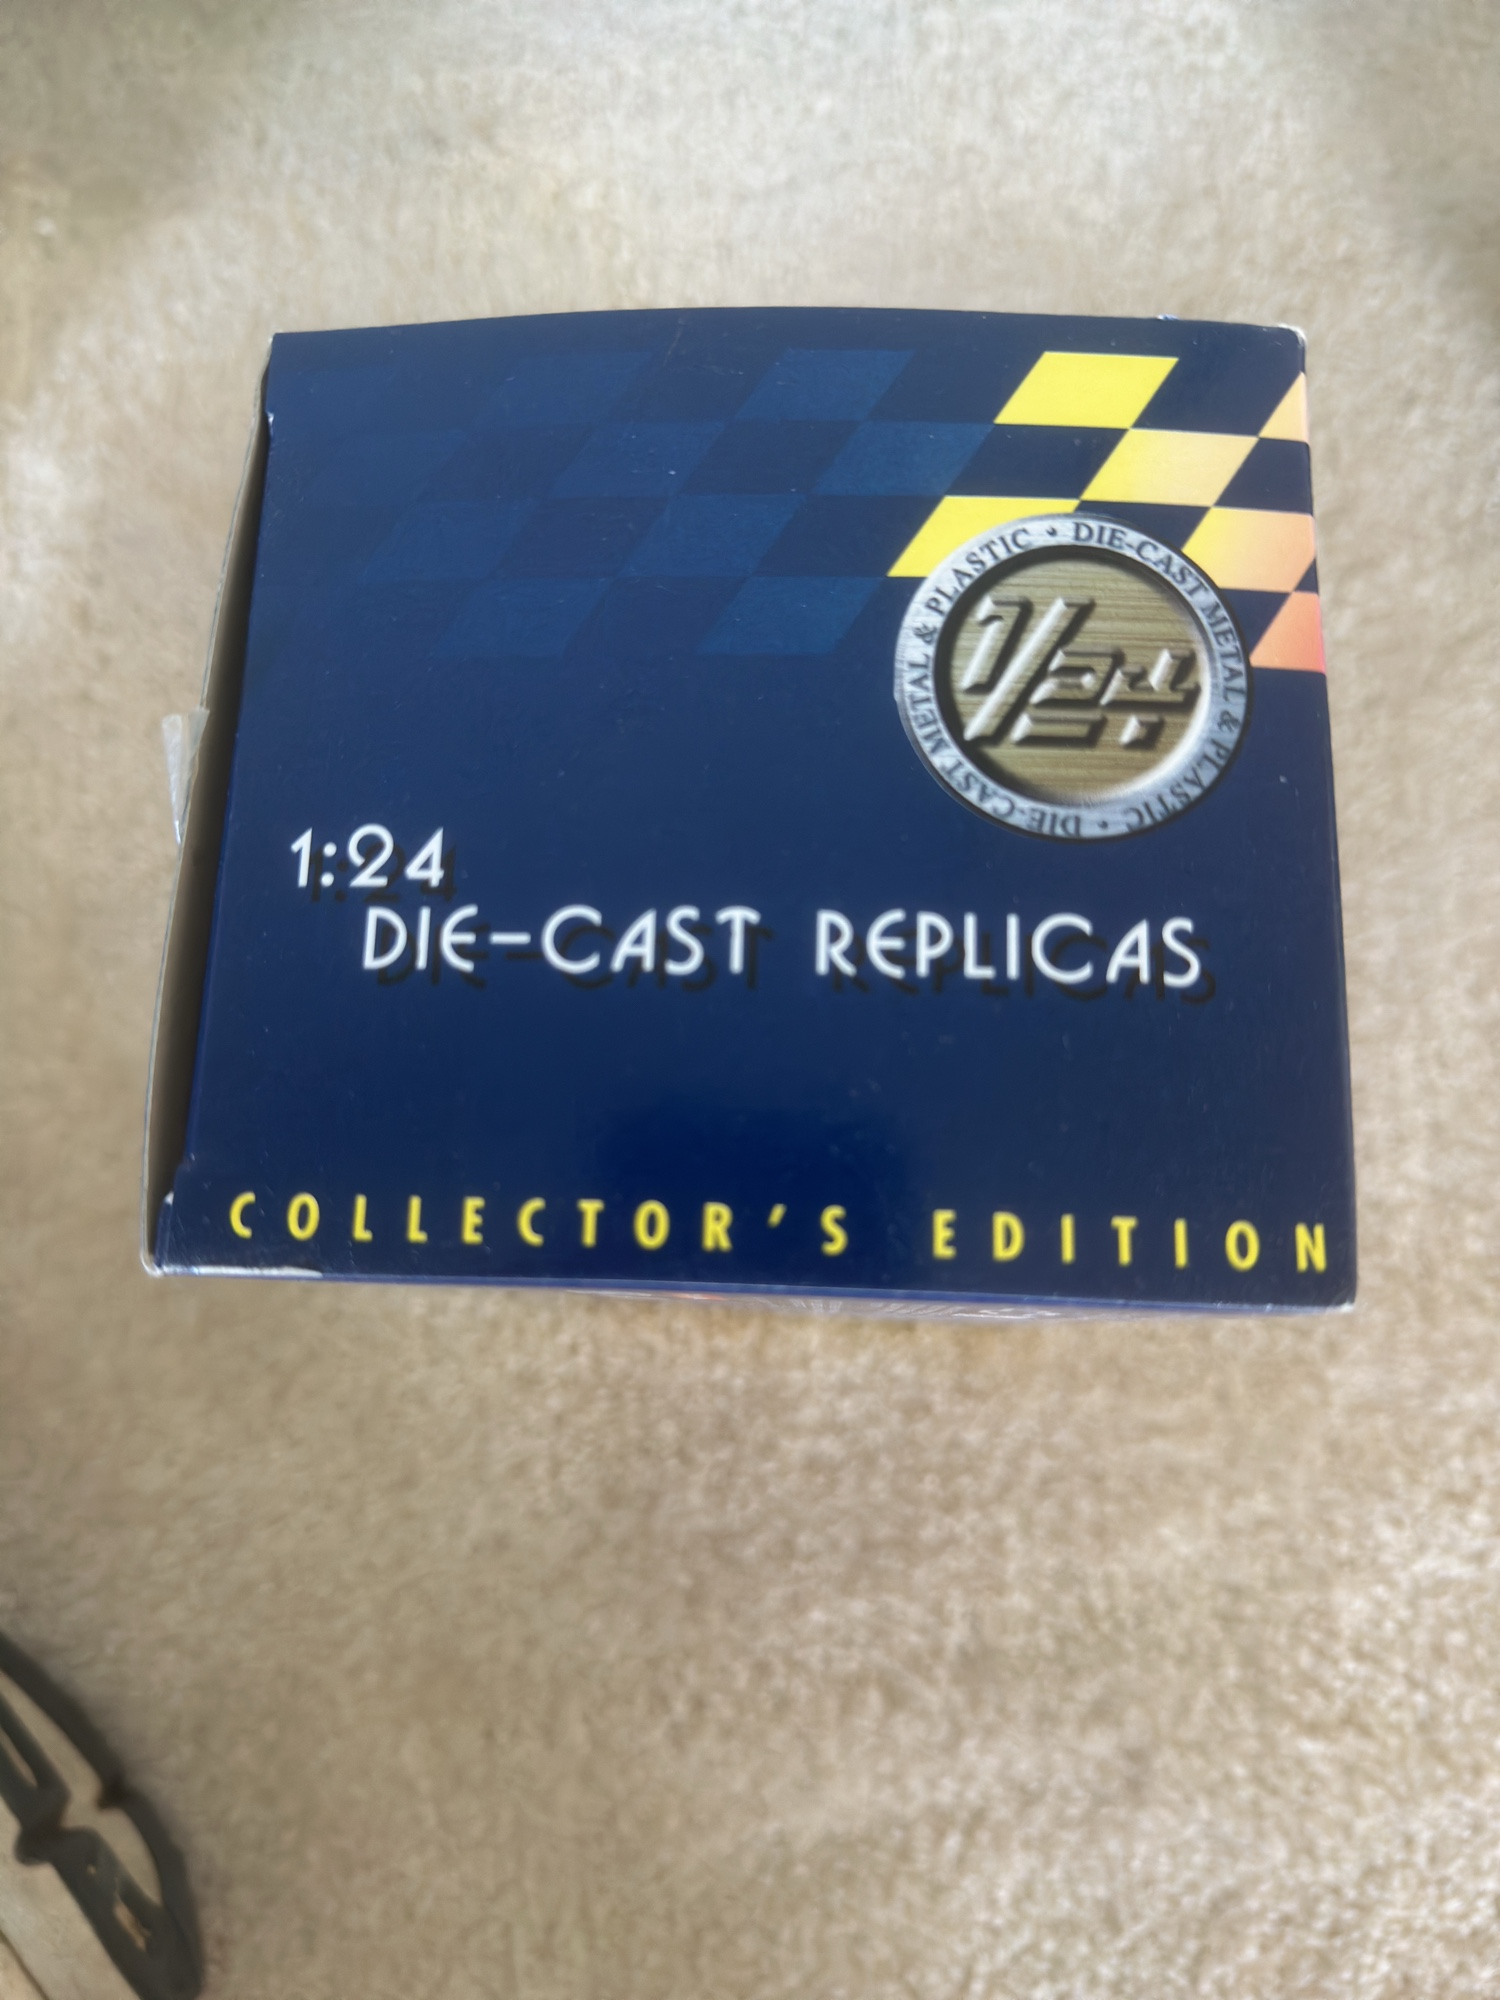 DIE-CAST METAL & PLASTIC • DIE-CAST METAL & PLASTIC •
1/24
1:24
DIE-CAST REPLICAS
COLLECTOR'S EDITION